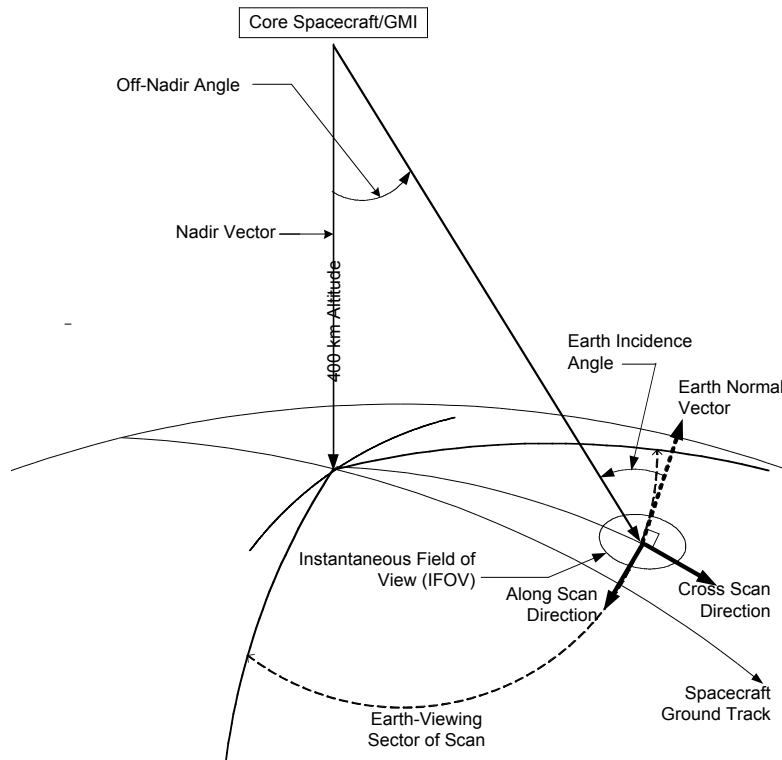 Core Spacecraft/GMI
Off-Nadir Angle
Nadir Vector
400 km Altitude
Earth Incidence
Angle
Earth Normal
Vector
Instantaneous Field of
View (IFOV)
Along Scan
Direction
Cross Scan
Direction
Spacecraft
Ground Track
Earth-Viewing
Sector of Scan